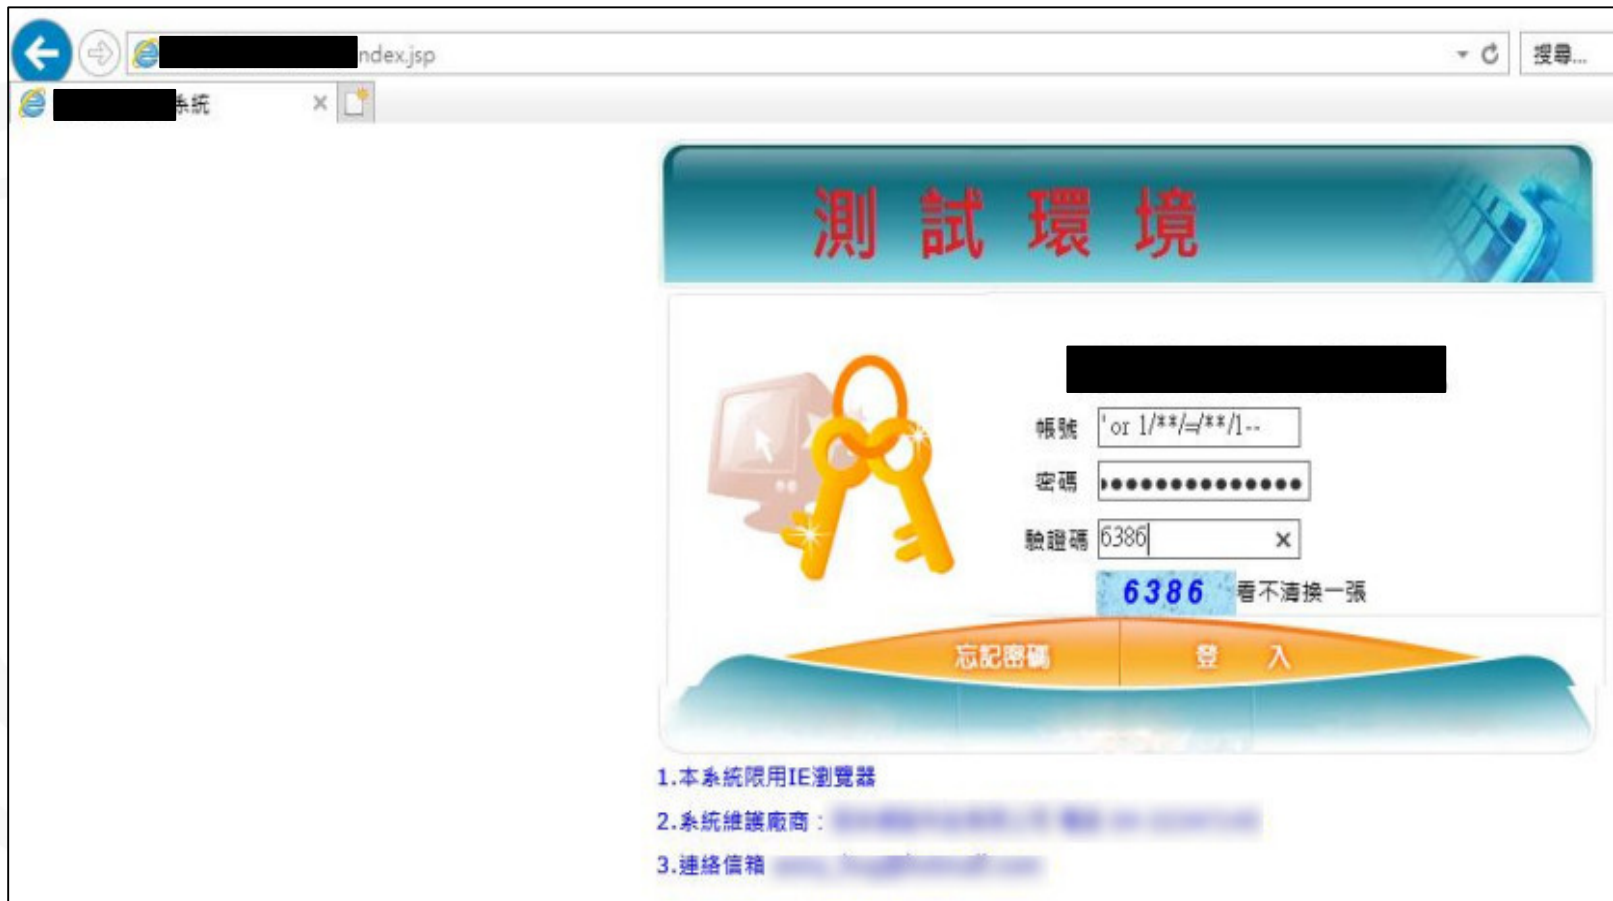 ndex.jsp
搜尋...
系統
測試環境
帳號 ' or 1/**/=/**/1--
密碼
驗證碼 6386
6386 看不清換一張
忘記密碼 登 入
1.本系統限用IE瀏覽器
2.系統維護廠商：
3.連絡信箱